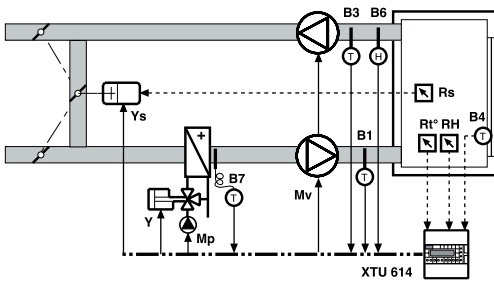 B3 B6
T H
Rs
+
Ys
Rt° RH B4
T
+
B1
B7
T
T
Mv
Y
Mp
XTU 614